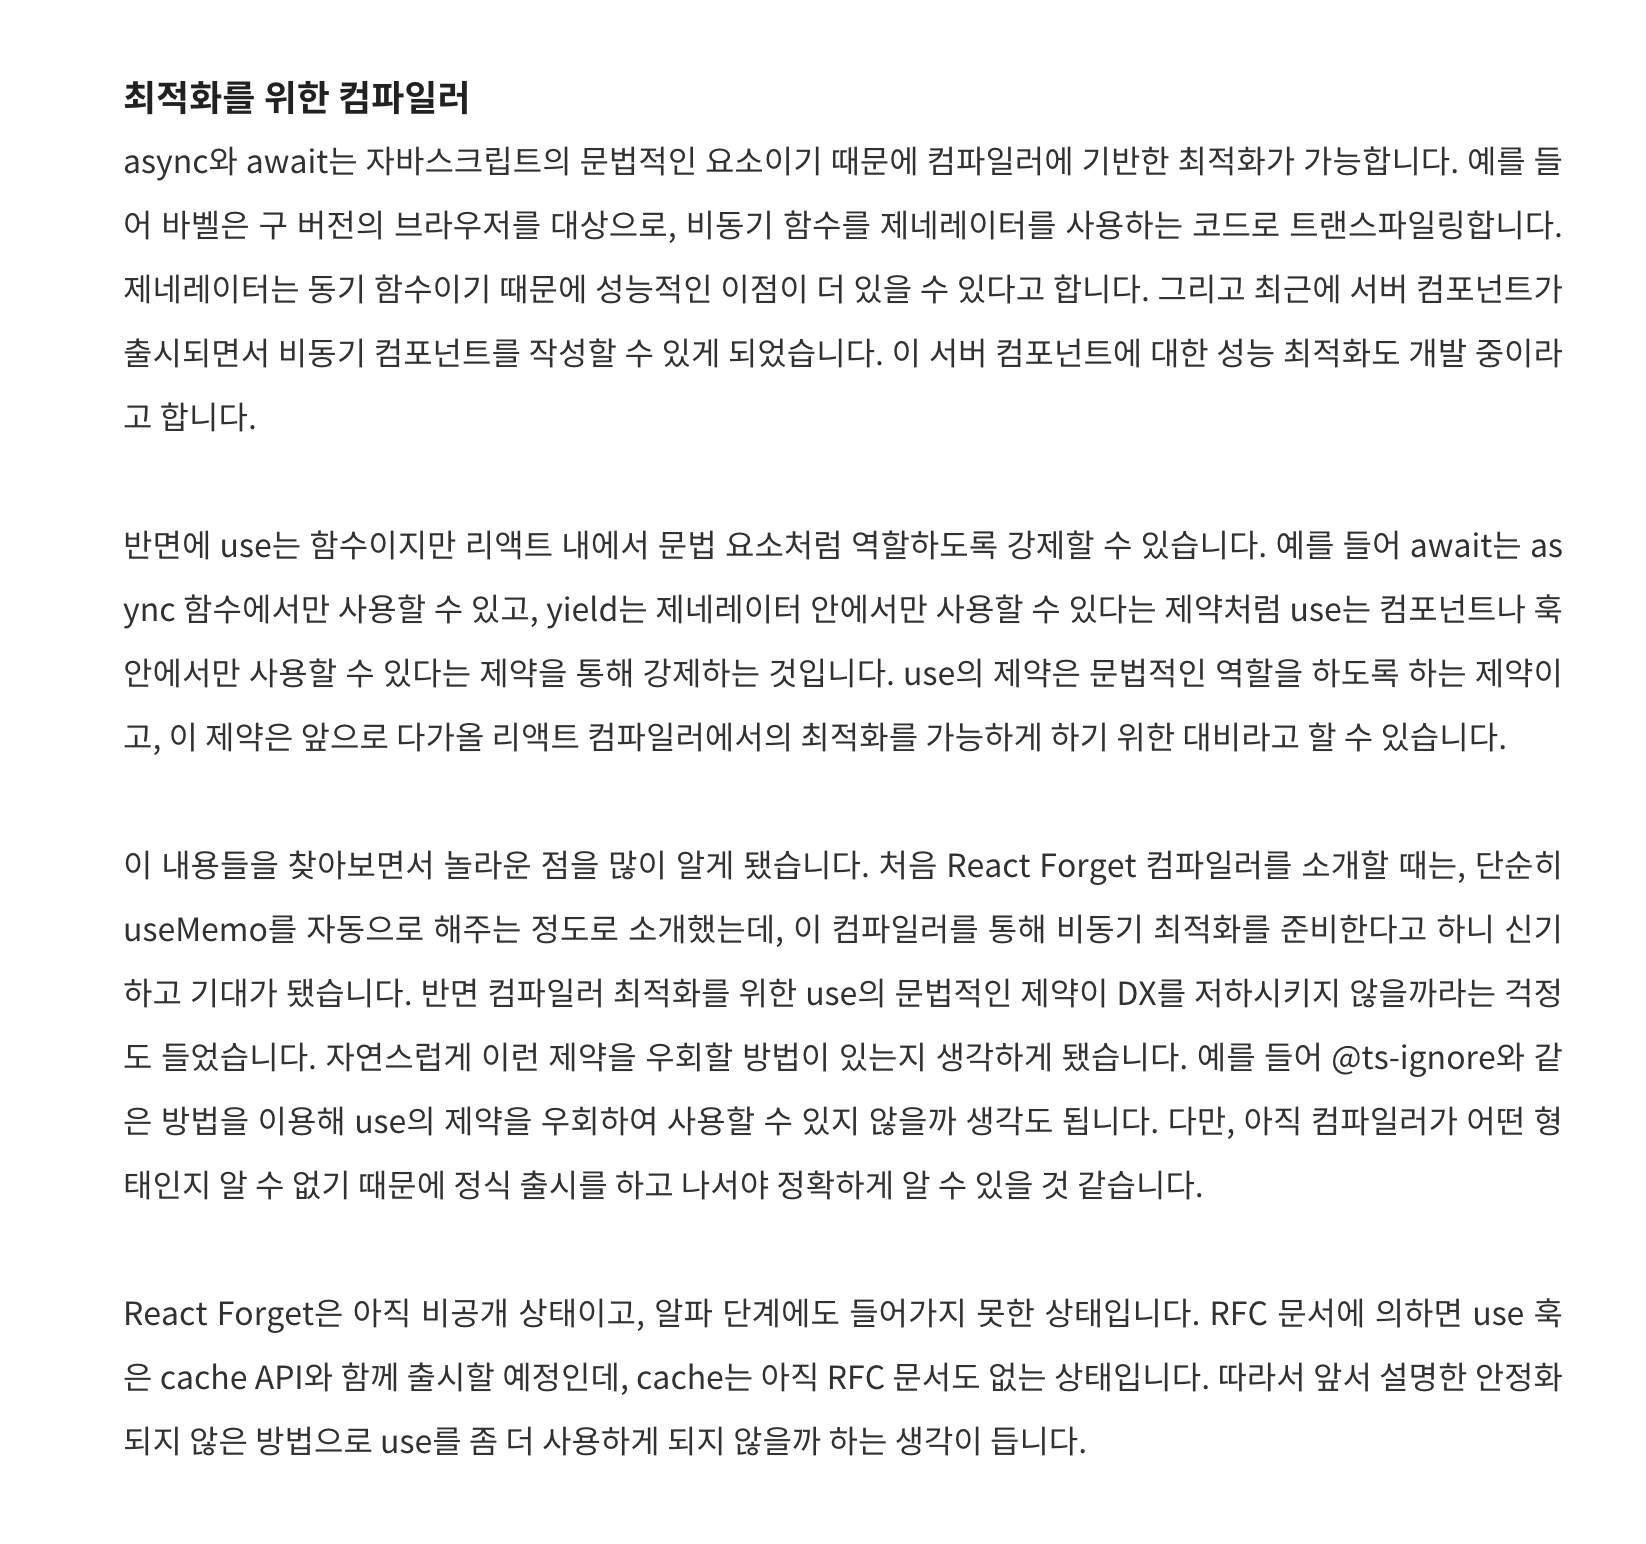 최적화를 위한 컴파일러
async와 await는 자바스크립트의 문법적인 요소이기 때문에 컴파일러에 기반한 최적화가 가능합니다. 예를 들
어 바벨은 구 버전의 브라우저를 대상으로, 비동기 함수를 제네레이터를 사용하는 코드로 트랜스파일링합니다.
제네레이터는 동기 함수이기 때문에 성능적인 이점이 더 있을 수 있다고 합니다. 그리고 최근에 서버 컴포넌트가
출시되면서 비동기 컴포넌트를 작성할 수 있게 되었습니다. 이 서버 컴포넌트에 대한 성능 최적화도 개발 중이라
고 합니다.
반면에 use는 함수이지만 리액트 내에서 문법 요소처럼 역할하도록 강제할 수 있습니다. 예를 들어 await는 as
ync 함수에서만 사용할 수 있고, yield는 제네레이터 안에서만 사용할 수 있다는 제약처럼 use는 컴포넌트나 훅
안에서만 사용할 수 있다는 제약을 통해 강제하는 것입니다. use의 제약은 문법적인 역할을 하도록 하는 제약이
고, 이 제약은 앞으로 다가올 리액트 컴파일러에서의 최적화를 가능하게 하기 위한 대비라고 할 수 있습니다.
이 내용들을 찾아보면서 놀라운 점을 많이 알게 됐습니다. 처음 React Forget 컴파일러를 소개할 때는, 단순히
useMemo를 자동으로 해주는 정도로 소개했는데, 이 컴파일러를 통해 비동기 최적화를 준비한다고 하니 신기
하고 기대가 됐습니다. 반면 컴파일러 최적화를 위한 use의 문법적인 제약이 DX를 저하시키지 않을까라는 걱정
도 들었습니다. 자연스럽게 이런 제약을 우회할 방법이 있는지 생각하게 됐습니다. 예를 들어 @ts-ignore와 같
은 방법을 이용해 use의 제약을 우회하여 사용할 수 있지 않을까 생각도 됩니다. 다만, 아직 컴파일러가 어떤 형
태인지 알 수 없기 때문에 정식 출시를 하고 나서야 정확하게 알 수 있을 것 같습니다.
React Forget은 아직 비공개 상태이고, 알파 단계에도 들어가지 못한 상태입니다. RFC 문서에 의하면 use 훅
은 cache API와 함께 출시할 예정인데, cache는 아직 RFC 문서도 없는 상태입니다. 따라서 앞서 설명한 안정화
되지 않은 방법으로 use를 좀 더 사용하게 되지 않을까 하는 생각이 듭니다.